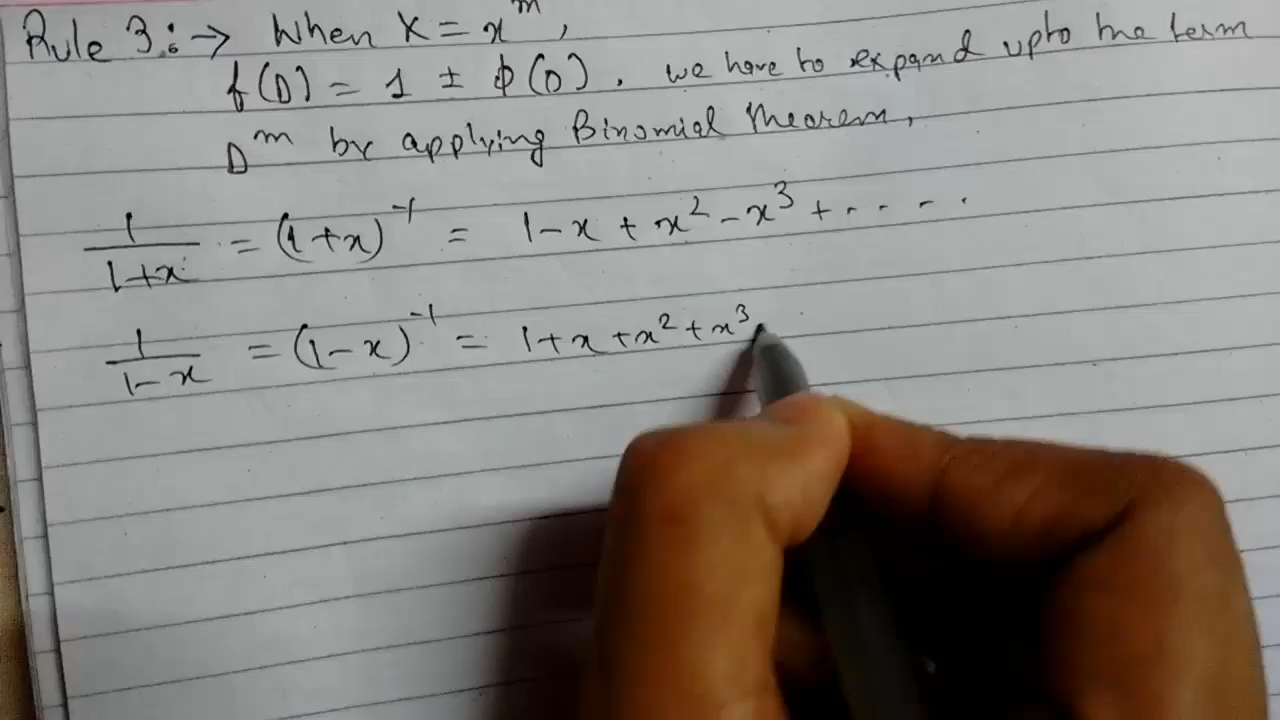 Rule 3:→ When X = x^m,
f(D) = 1 ± ϕ(D). we have to expand upto the term
D^m by applying Binomial Theorem,
1/(1+x) = (1+x)^-1 = 1-x+x^2-x^3+.....
1/(1-x) = (1-x)^-1 = 1+x+x^2+x^3